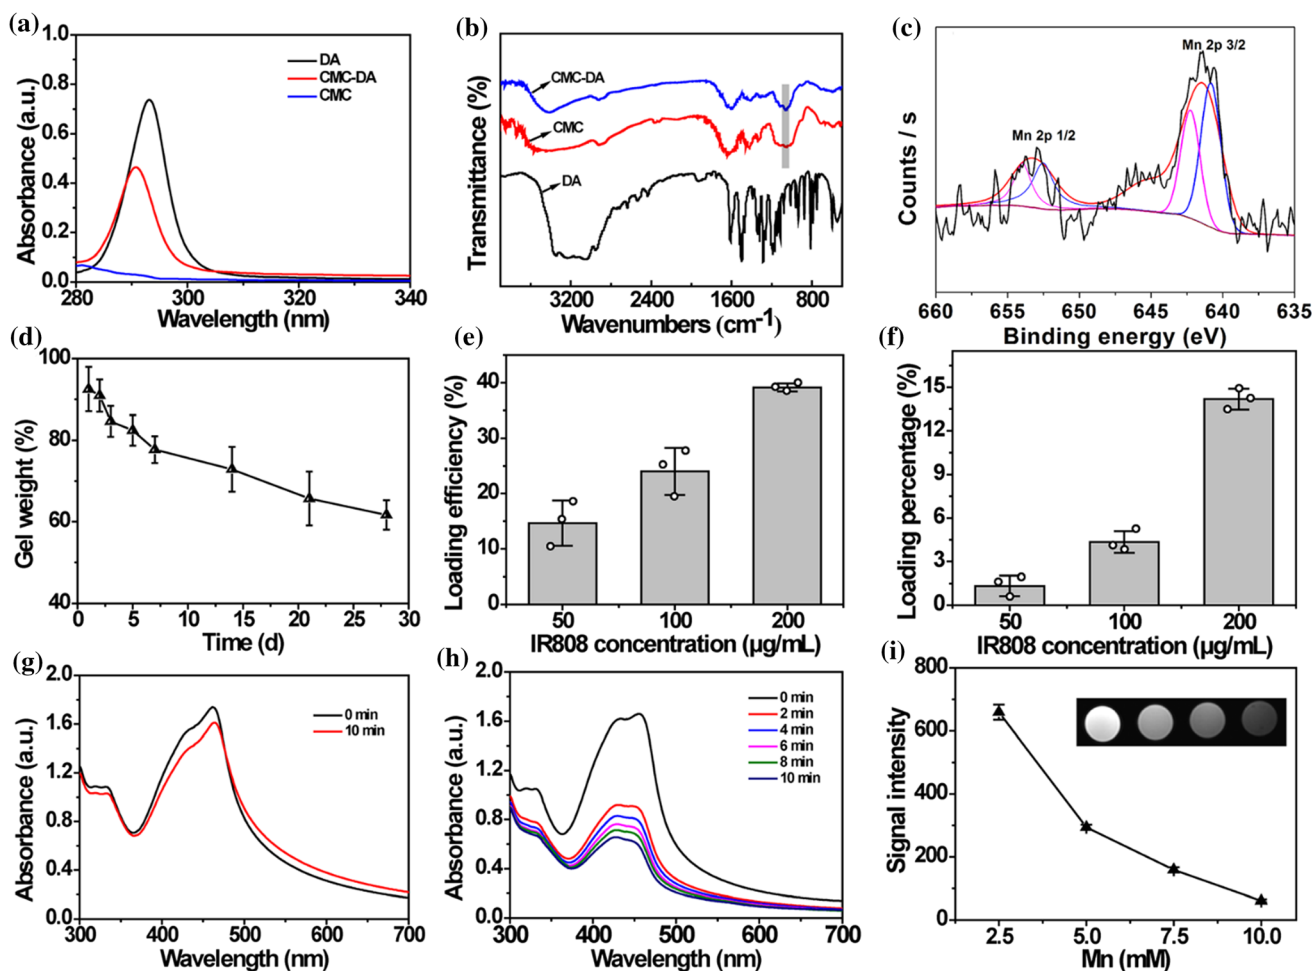 (a)
Absorbance (a.u.)
1.0
0.8
0.6
0.4
0.2
0.0
DA
CMC-DA
CMC
280
300
320
340
Wavelength (nm)
(b)
Transmittance (%)
CMC-DA
CMC
DA
3200
2400
1600
800
Wavenumbers (cm-1)
(c)
Counts / s
Mn 2p 1/2
Mn 2p 3/2
660
655
650
645
640
635
Binding energy (eV)
(d)
Gel weight (%)
100
80
60
40
0
5
10
15
20
25
30
Time (d)
(e)
Loading efficiency (%)
40
30
20
10
0
50
100
200
IR808 concentration (µg/mL)
(f)
Loading percentage (%)
15
12
9
6
3
0
50
100
200
IR808 concentration (µg/mL)
(g)
Absorbance (a.u.)
2.0
1.6
1.2
0.8
0.4
0.0
0 min
10 min
300
400
500
600
700
Wavelength (nm)
(h)
Absorbance (a.u.)
2.0
1.6
1.2
0.8
0.4
0.0
0 min
2 min
4 min
6 min
8 min
10 min
300
400
500
600
700
Wavelength (nm)
(i)
Signal intensity
800
600
400
200
0
2.5
5.0
7.5
10.0
Mn (mM)